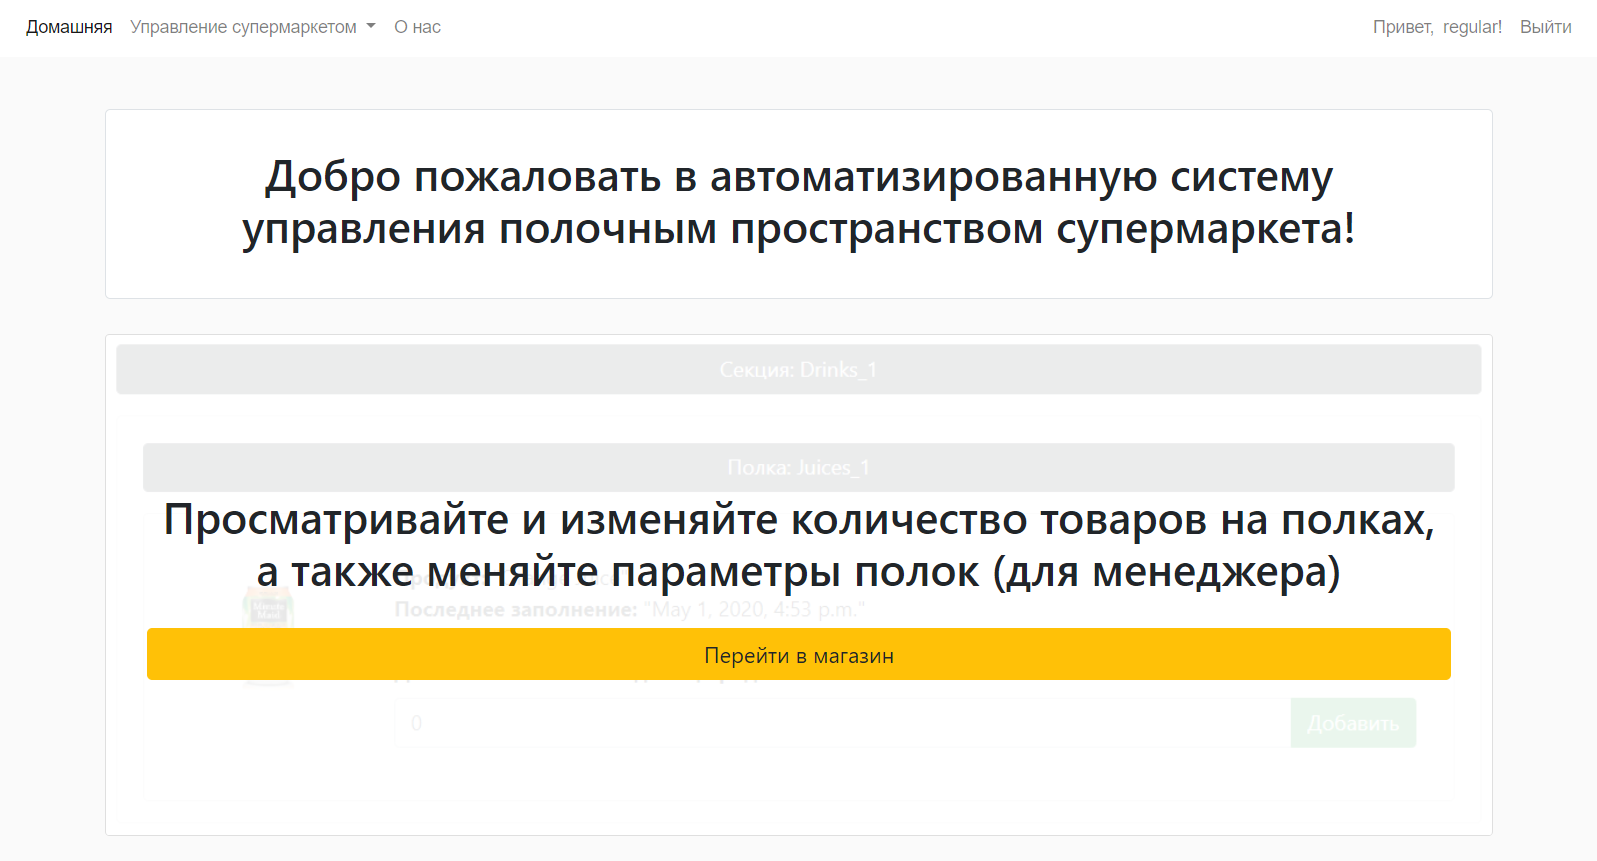 Домашняя Управление супермаркетом О нас Привет, regular! Выйти
Добро пожаловать в автоматизированную систему
управления полочным пространством супермаркета!
Секция: Drinks_1
Полка: Juices_1
Просматривайте и изменяйте количество товаров на полках,
а также меняйте параметры полок (для менеджера)
Minute
Maid
Последнее заполнение: "May 1, 2020, 4:53 p.m."
Перейти в магазин
0
Добавить